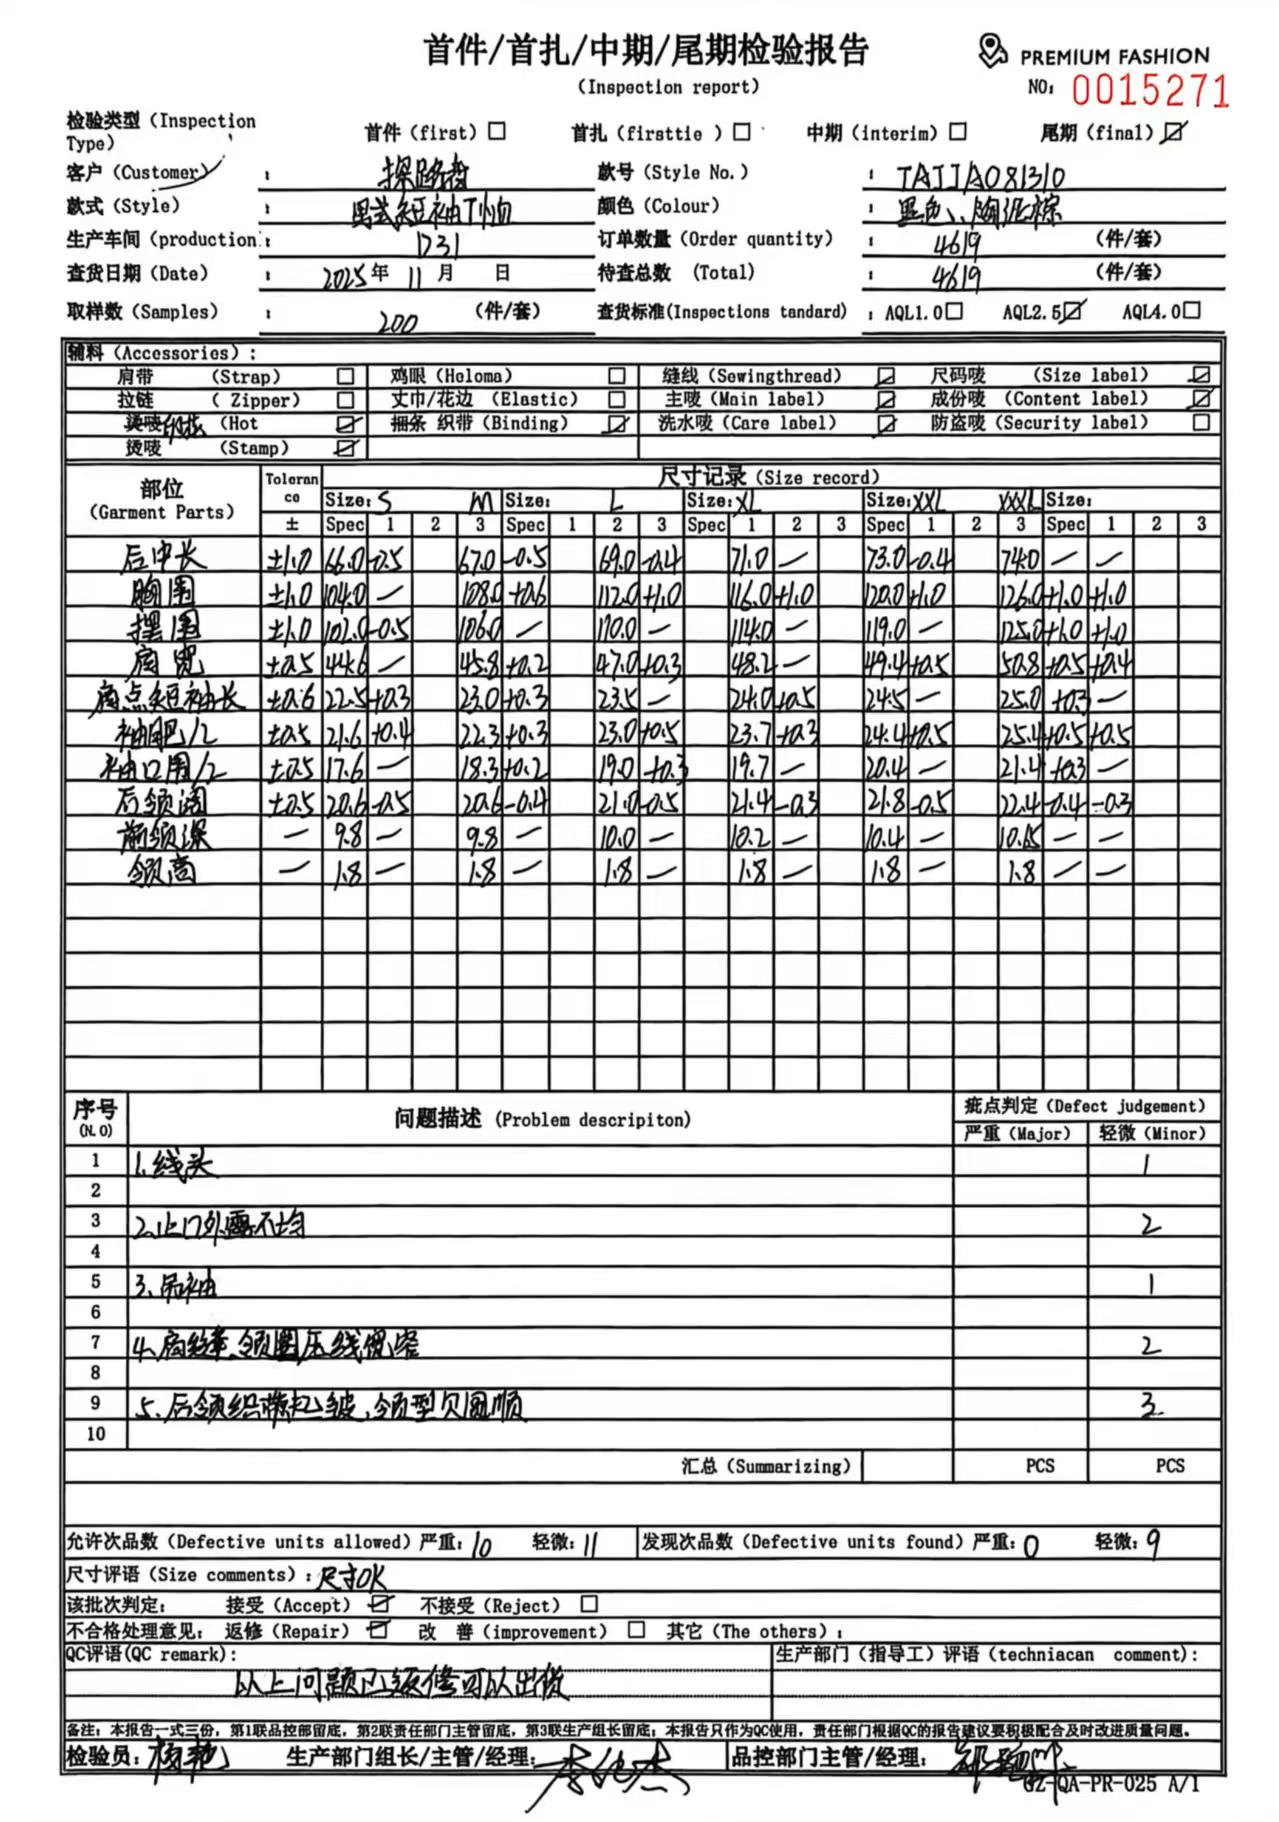 首件/首扎/中期/尾期检验报告
(Inspection report)
PREMIUM FASHION
NO: 0015271
检验类型 (Inspection Type) 首件 (first) □ 首扎 (firsttie ) □ 中期 (interim) □ 尾期 (final) ☑
客户 (Customer) : 探路者 款号 (Style No.) : TAJJA081310
款式 (Style) : 男式短袖T恤 颜色 (Colour) : 黑色、陶泥棕
生产车间 (production : 1731 订单数量 (Order quantity) : 4619 (件/套)
查货日期 (Date) : 2025年 11月 日 待查总数 (Total) : 4619 (件/套)
取样数 (Samples) : 200 (件/套) 查货标准(Inspections tandard) : AQL1.0□ AQL2.5☑ AQL4.0□
辅料 (Accessories) :
肩带 (Strap) □ 鸡眼 (Heloma) □ 缝线 (Sewingthread) ☑ 尺码唛 (Size label) ☑
拉链 ( Zipper) □ 丈巾/花边 (Elastic) □ 主唛 (Main label) ☑ 成份唛 (Content label) ☑
(Hot ☑ 捆条 织带 (Binding) ☑ 洗水唛 (Care label) ☑ 防盗唛 (Security label) □
烫唛 (Stamp) ☑
部位 (Garment Parts) Toleran ce 尺寸记录 (Size record)
Size: S M Size: L Size: XL Size: XXL XXXL Size:
± Spec 1 2 3 Spec 1 2 3 Spec 1 2 3 Spec 1 2 3 Spec 1 2 3
后中长 ±1.0 66.0 -0.5 67.0 -0.5 69.0 -0.4 71.0 — 73.0 -0.4 74.0 — —
胸围 ±1.0 104.0 — 108.0 +0.6 112.0 +1.0 116.0 +1.0 120.0 +1.0 126.0 +1.0 +1.0
摆围 ±1.0 102.0 -0.5 106.0 — 110.0 — 114.0 — 119.0 — 125.0 +1.0 +1.0
肩宽 ±0.5 44.6 — 45.8 +0.2 47.0 +0.3 48.2 — 49.4 +0.5 50.8 +0.5 +0.4
肩点短袖长 ±0.6 22.5 +0.3 23.0 +0.3 23.5 — 24.0 +0.5 24.5 — 25.0 +0.3 —
袖肥/2 ±0.5 21.6 +0.4 22.3 +0.3 23.0 +0.5 23.7 +0.3 24.4 +0.5 25.4 +0.5 +0.5
袖口围/2 ±0.5 17.6 — 18.3 +0.2 19.0 +0.3 19.7 — 20.4 — 21.4 +0.3 —
后领阔 ±0.5 20.6 -0.5 20.6 -0.4 21.0 -0.5 21.4 -0.3 21.8 -0.5 22.4 -0.4 -0.3
前领深 — 9.8 — 9.8 — 10.0 — 10.2 — 10.4 — 10.65 — —
领高 — 1.8 — 1.8 — 1.8 — 1.8 — 1.8 — 1.8 — —
序号 (N.O) 问题描述 (Problem descripiton) 疵点判定 (Defect judgement)
严重 (Major) 轻微 (Minor)
1 1.线头 1
2
3 2.止口外露不均 2
4
5 3.吊袖 1
6
7 4.肩缝、领圈压线宽窄 2
8
9 5.后领织带起皱,领型欠圆顺 3
10
汇总 (Summarizing) PCS PCS
允许次品数 (Defective units allowed) 严重: 10 轻微: 11 发现次品数 (Defective units found) 严重: 0 轻微: 9
尺寸评语 (Size comments) : 尺寸OK
该批次判定: 接受 (Accept) ☑ 不接受 (Reject) □
不合格处理意见: 返修 (Repair) ☑ 改 善 (improvement) □ 其它 (The others) :
QC评语(QC remark): 生产部门 (指导工) 评语 (techniacan comment):
以上问题已须修可以出货
备注: 本报告一式三份, 第1联品控部留底, 第2联责任部门主管留底, 第3联生产组长留底; 本报告只作为QC使用, 责任部门根据QC的报告建议要积极配合及时改进质量问题。
检验员: 杨艳 生产部门组长/主管/经理: 品控部门主管/经理:
GZ-QA-PR-025 A/1